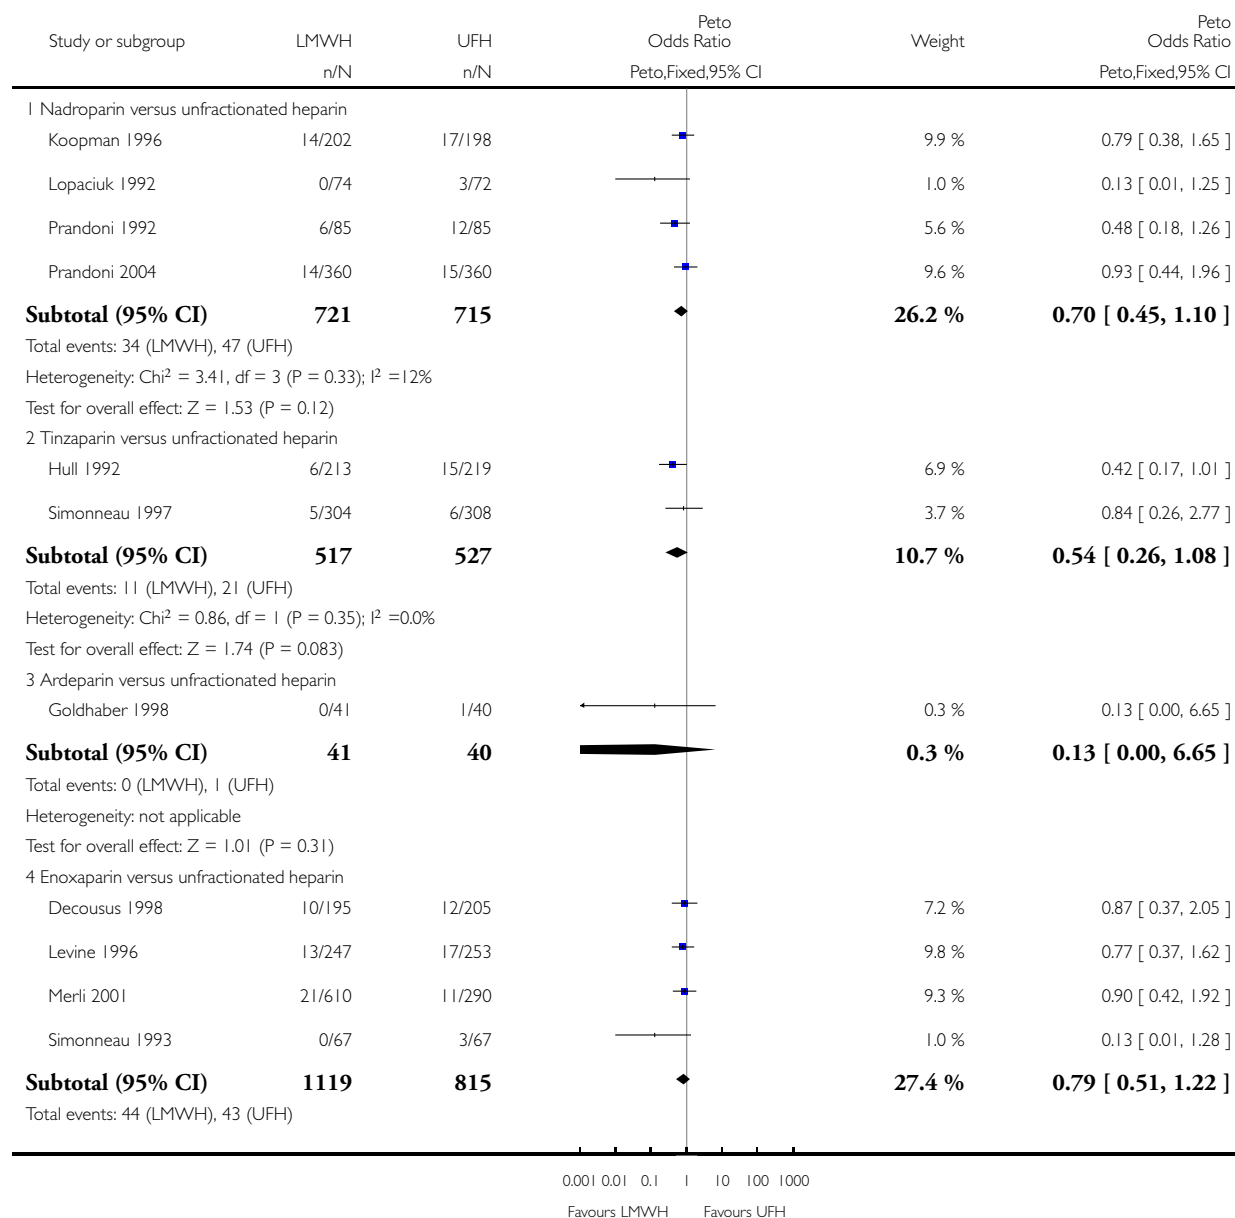 Peto Peto
Study or subgroup LMWH UFH Odds Ratio Weight Odds Ratio
n/N n/N Peto,Fixed,95% CI Peto,Fixed,95% CI
1 Nadroparin versus unfractionated heparin
Koopman 1996 14/202 17/198 9.9 % 0.79 [ 0.38, 1.65 ]
Lopaciuk 1992 0/74 3/72 1.0 % 0.13 [ 0.01, 1.25 ]
Prandoni 1992 6/85 12/85 5.6 % 0.48 [ 0.18, 1.26 ]
Prandoni 2004 14/360 15/360 9.6 % 0.93 [ 0.44, 1.96 ]
Subtotal (95% CI) 721 715 26.2 % 0.70 [ 0.45, 1.10 ]
Total events: 34 (LMWH), 47 (UFH)
Heterogeneity: Chi² = 3.41, df = 3 (P = 0.33); I² =12%
Test for overall effect: Z = 1.53 (P = 0.12)
2 Tinzaparin versus unfractionated heparin
Hull 1992 6/213 15/219 6.9 % 0.42 [ 0.17, 1.01 ]
Simonneau 1997 5/304 6/308 3.7 % 0.84 [ 0.26, 2.77 ]
Subtotal (95% CI) 517 527 10.7 % 0.54 [ 0.26, 1.08 ]
Total events: 11 (LMWH), 21 (UFH)
Heterogeneity: Chi² = 0.86, df = 1 (P = 0.35); I² =0.0%
Test for overall effect: Z = 1.74 (P = 0.083)
3 Ardeparin versus unfractionated heparin
Goldhaber 1998 0/41 1/40 0.3 % 0.13 [ 0.00, 6.65 ]
Subtotal (95% CI) 41 40 0.3 % 0.13 [ 0.00, 6.65 ]
Total events: 0 (LMWH), 1 (UFH)
Heterogeneity: not applicable
Test for overall effect: Z = 1.01 (P = 0.31)
4 Enoxaparin versus unfractionated heparin
Decousus 1998 10/195 12/205 7.2 % 0.87 [ 0.37, 2.05 ]
Levine 1996 13/247 17/253 9.8 % 0.77 [ 0.37, 1.62 ]
Merli 2001 21/610 11/290 9.3 % 0.90 [ 0.42, 1.92 ]
Simonneau 1993 0/67 3/67 1.0 % 0.13 [ 0.01, 1.28 ]
Subtotal (95% CI) 1119 815 27.4 % 0.79 [ 0.51, 1.22 ]
Total events: 44 (LMWH), 43 (UFH)
0.001 0.01 0.1 1 10 100 1000
Favours LMWH Favours UFH